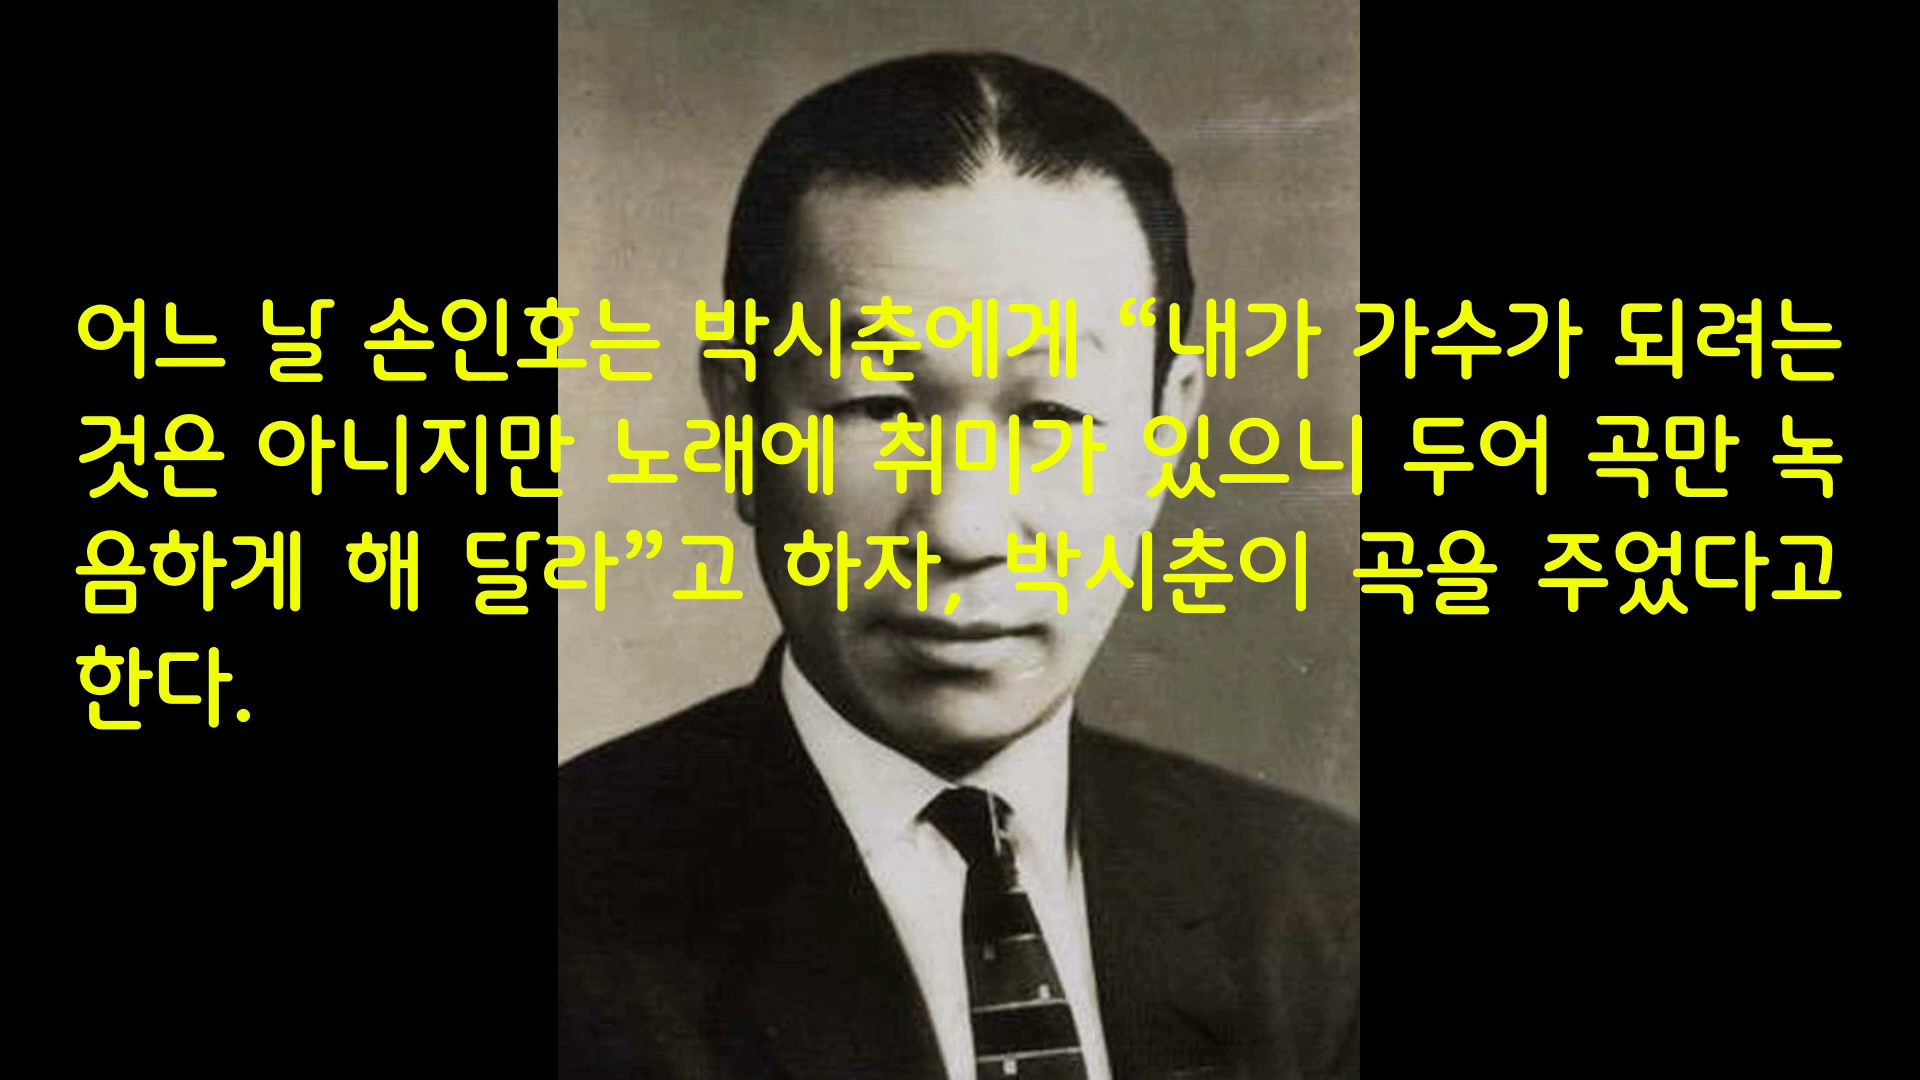 어느 날 손인호는 박시춘에게 “내가 가수가 되려는
것은 아니지만 노래에 취미가 있으니 두어 곡만 녹
음하게 해 달라”고 하자, 박시춘이 곡을 주었다고
한다.